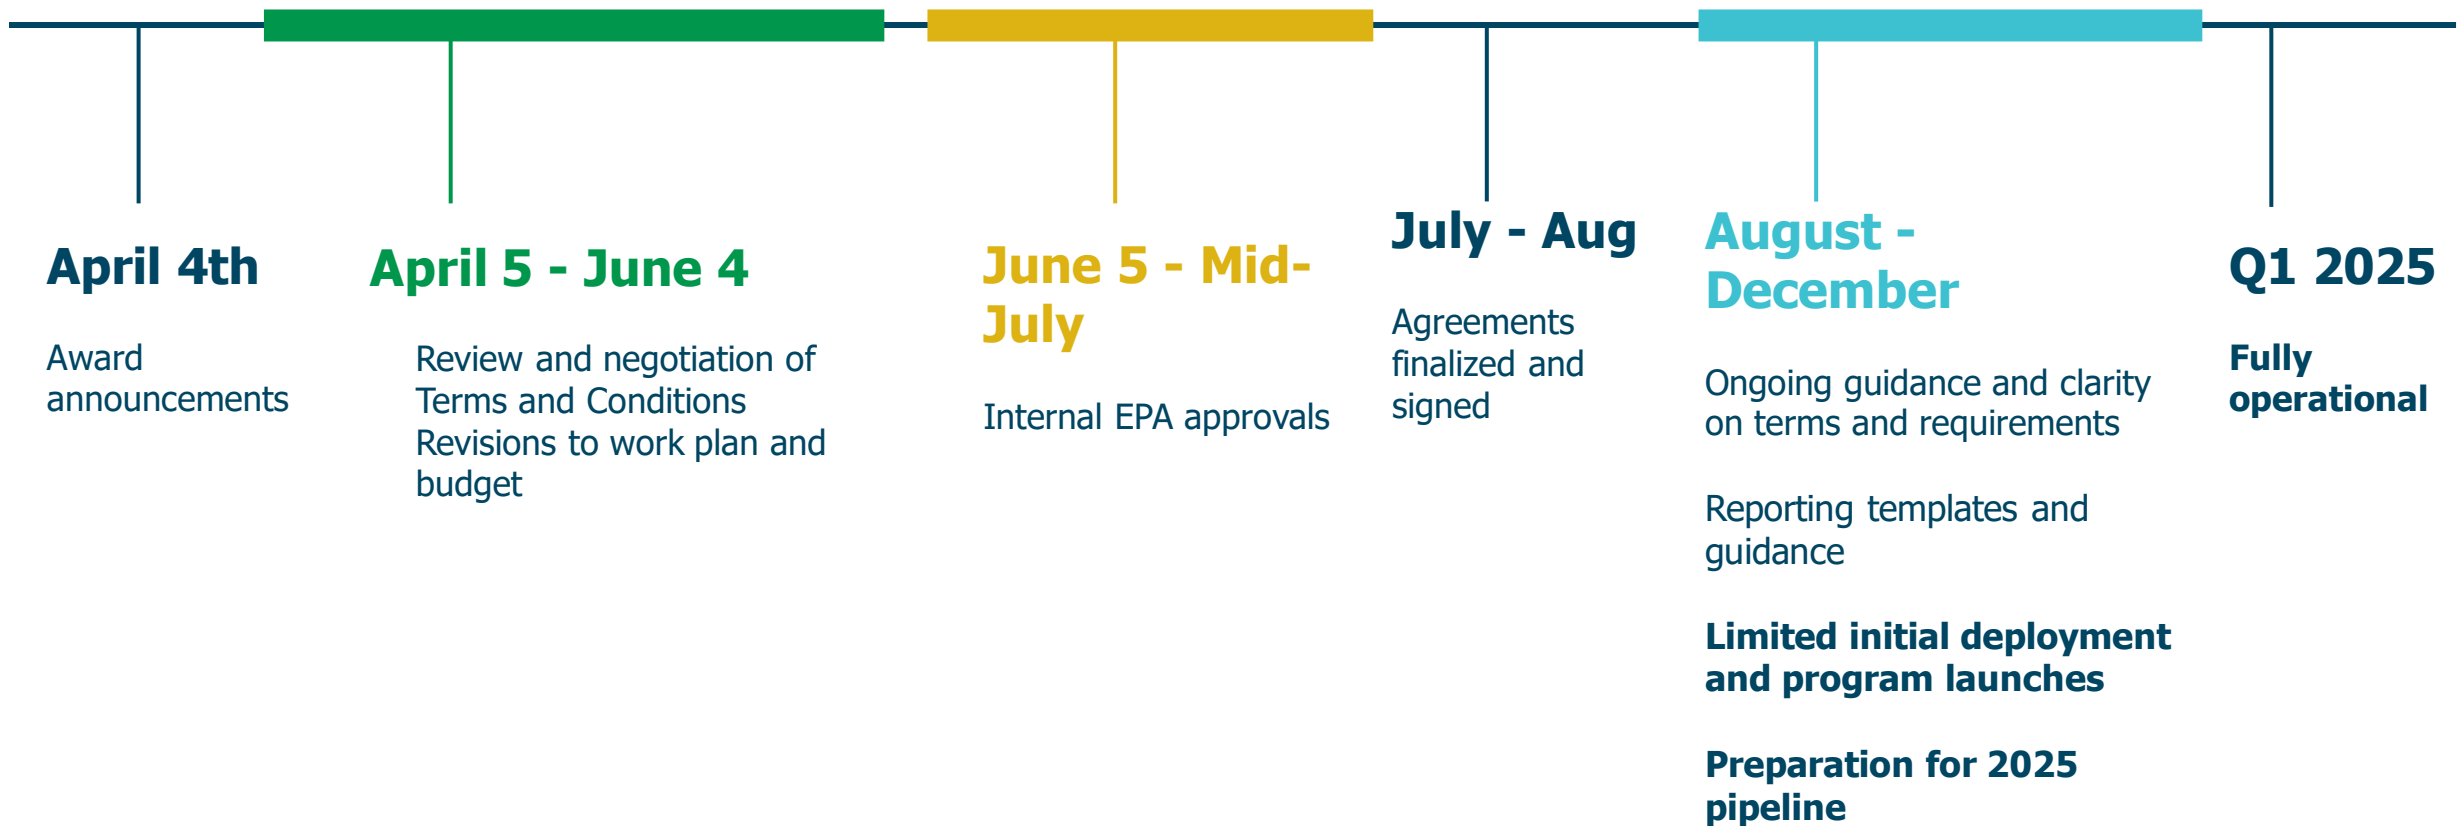 April 4th
Award
announcements
April 5 - June 4
Review and negotiation of
Terms and Conditions
Revisions to work plan and
budget
June 5 - Mid-
July
Internal EPA approvals
July - Aug
Agreements
finalized and
signed
August -
December
Ongoing guidance and clarity
on terms and requirements
Reporting templates and
guidance
Limited initial deployment
and program launches
Preparation for 2025
pipeline
Q1 2025
Fully
operational